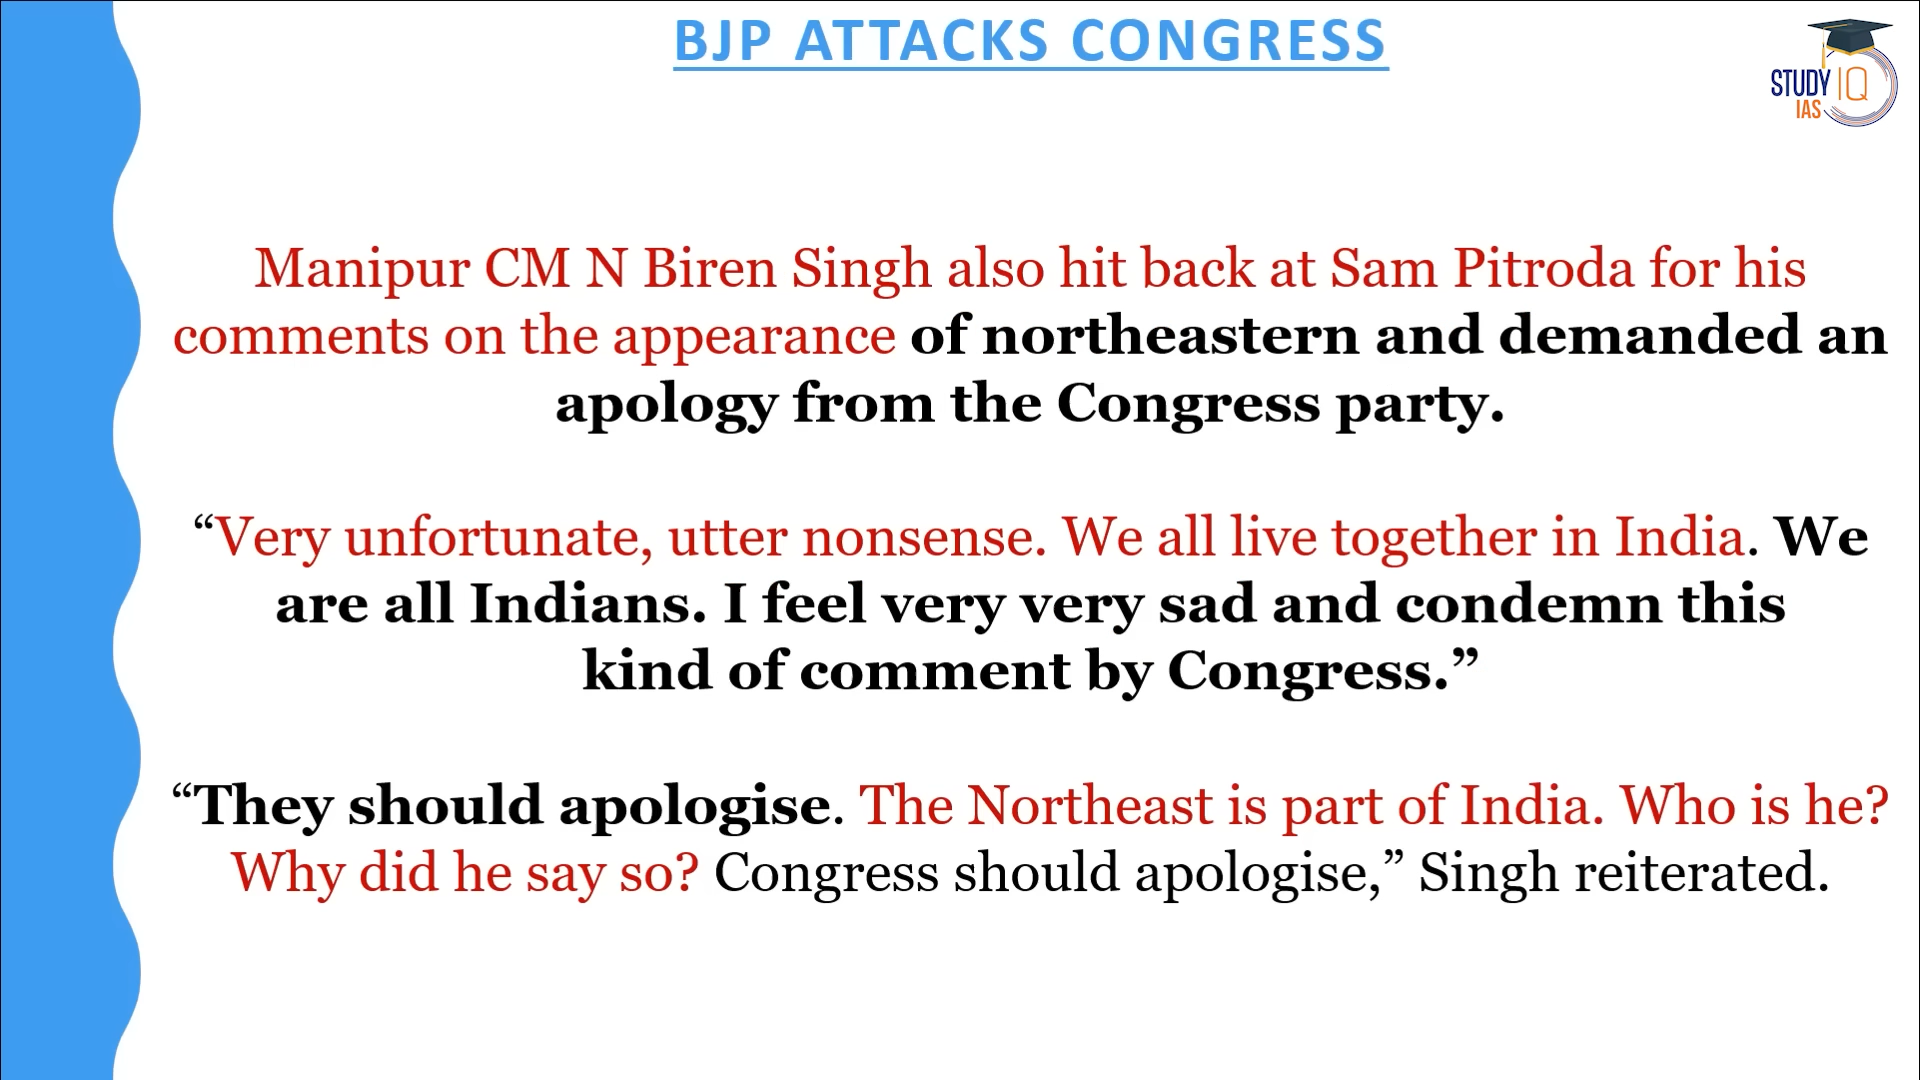 BJP ATTACKS CONGRESS
STUDY IQ
IAS
Manipur CM N Biren Singh also hit back at Sam Pitroda for his
comments on the appearance of northeastern and demanded an
apology from the Congress party.
“Very unfortunate, utter nonsense. We all live together in India. We
are all Indians. I feel very very sad and condemn this
kind of comment by Congress.”
“They should apologise. The Northeast is part of India. Who is he?
Why did he say so? Congress should apologise,” Singh reiterated.